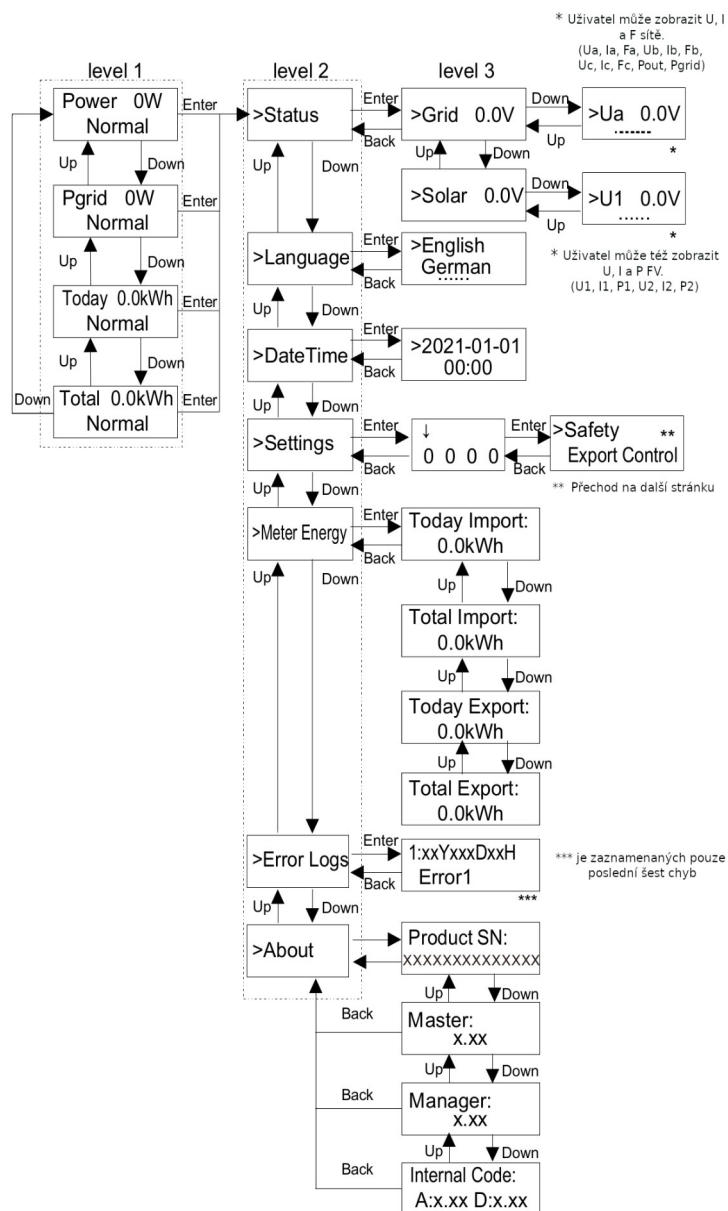 * Uživatel může zobrazit U, I
a F sítě.
(Ua, Ia, Fa, Ub, Ib, Fb,
Uc, Ic, Fc, Pout, Pgrid)
level 1
level 2
level 3
Power 0W
Normal
Enter
>Status
Enter
Back
>Grid 0.0V
Down
Up
>Ua 0.0V
.......
*
Up
Down
Up
Down
Up
Down
Pgrid 0W
Normal
Enter
>Solar 0.0V
Down
Up
>U1 0.0V
......
*
Up
Down
>Language
Enter
Back
>English
German
......
* Uživatel může též zobrazit
U, I a P FV.
(U1, I1, P1, U2, I2, P2)
Today 0.0kWh
Normal
Enter
Up
Down
Up
Down
>DateTime
Enter
Back
>2021-01-01
00:00
Down
Total 0.0kWh
Normal
Enter
Up
Down
>Settings
Enter
Back
↓
0 0 0 0
Enter
Back
>Safety
**
Export Control
** Přechod na další stránku
Up
Down
>Meter Energy
Enter
Back
Today Import:
0.0kWh
Up
Down
Up
Down
Total Import:
0.0kWh
Up
Down
Today Export:
0.0kWh
Up
Down
Total Export:
0.0kWh
>Error Logs
Enter
Back
1:xxYxxxDxxH
Error1
***
*** je zaznamenaných pouze
poslední šest chyb
Up
Down
>About
Product SN:
XXXXXXXXXXXXXX
Up
Down
Back
Master:
x.xx
Up
Down
Back
Manager:
x.xx
Up
Down
Back
Internal Code:
A:x.xx D:x.xx